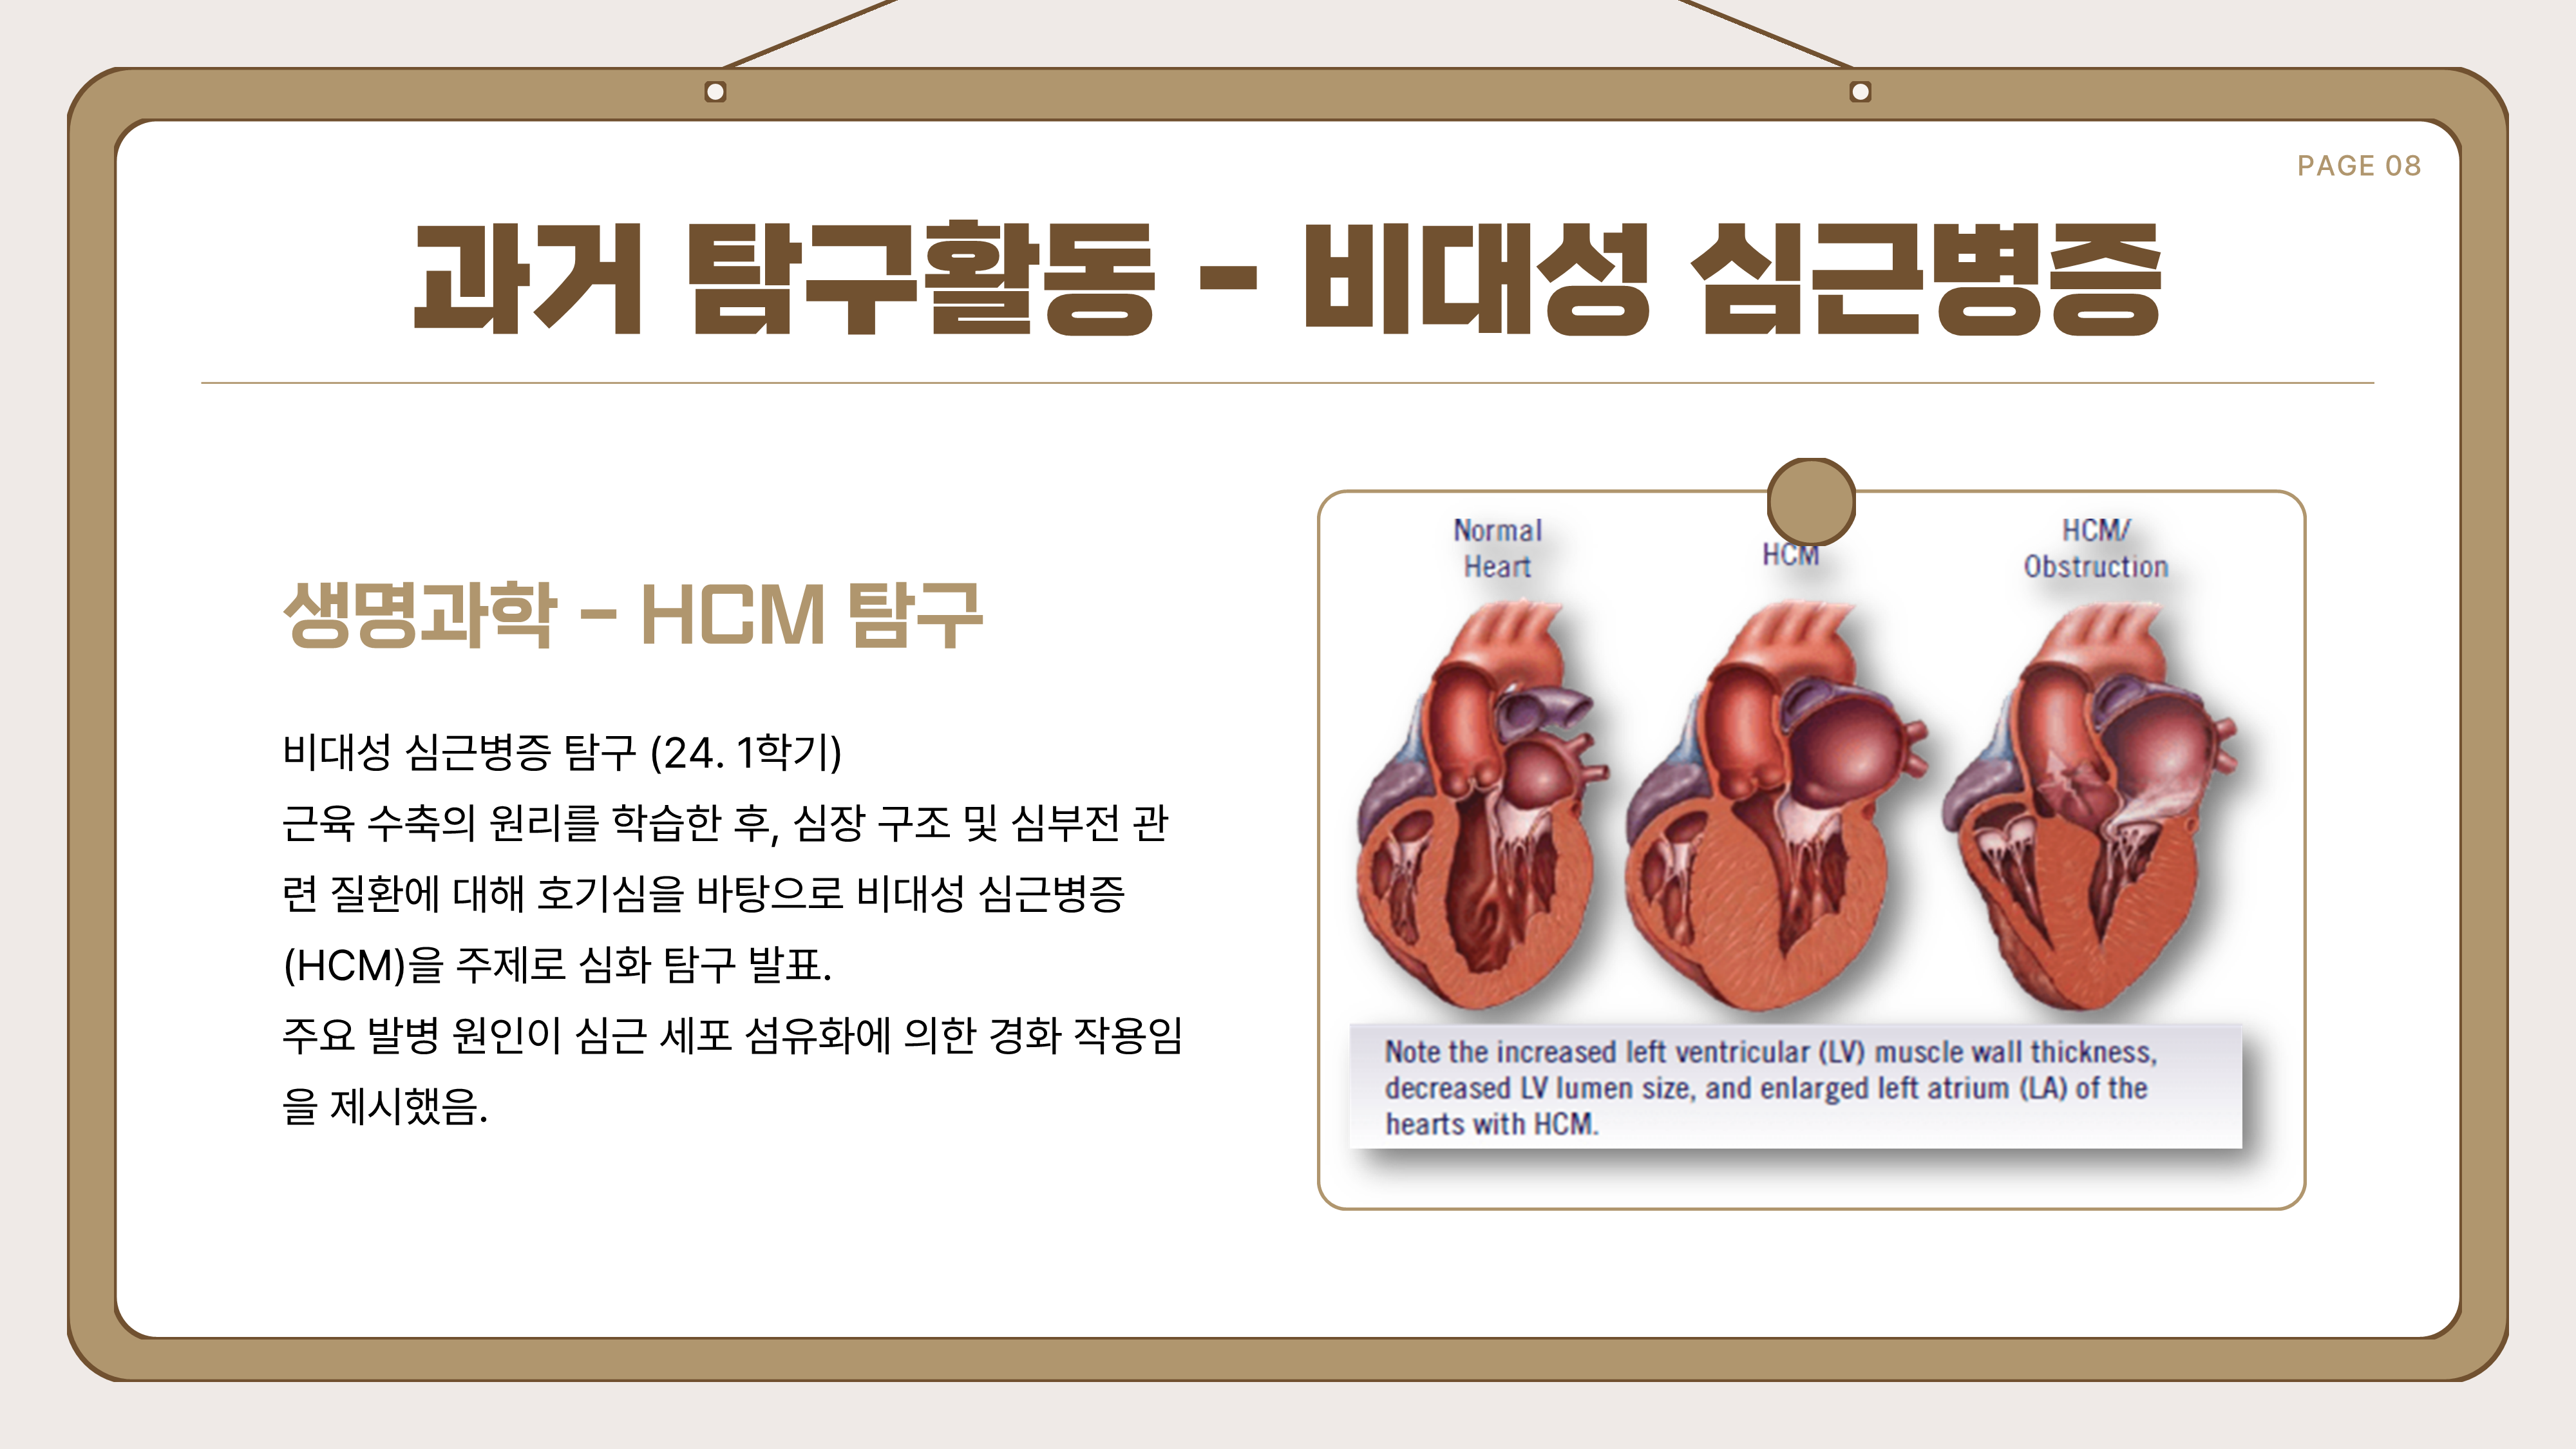 PAGE 08
과거 탐구활동 - 비대성 심근병증
생명과학 - HCM 탐구
비대성 심근병증 탐구 (24. 1학기)
근육 수축의 원리를 학습한 후, 심장 구조 및 심부전 관
련 질환에 대해 호기심을 바탕으로 비대성 심근병증
(HCM)을 주제로 심화 탐구 발표.
주요 발병 원인이 심근 세포 섬유화에 의한 경화 작용임
을 제시했음.
Normal
Heart
HCM
HCM/
Obstruction
Note the increased left ventricular (LV) muscle wall thickness,
decreased LV lumen size, and enlarged left atrium (LA) of the
hearts with HCM.